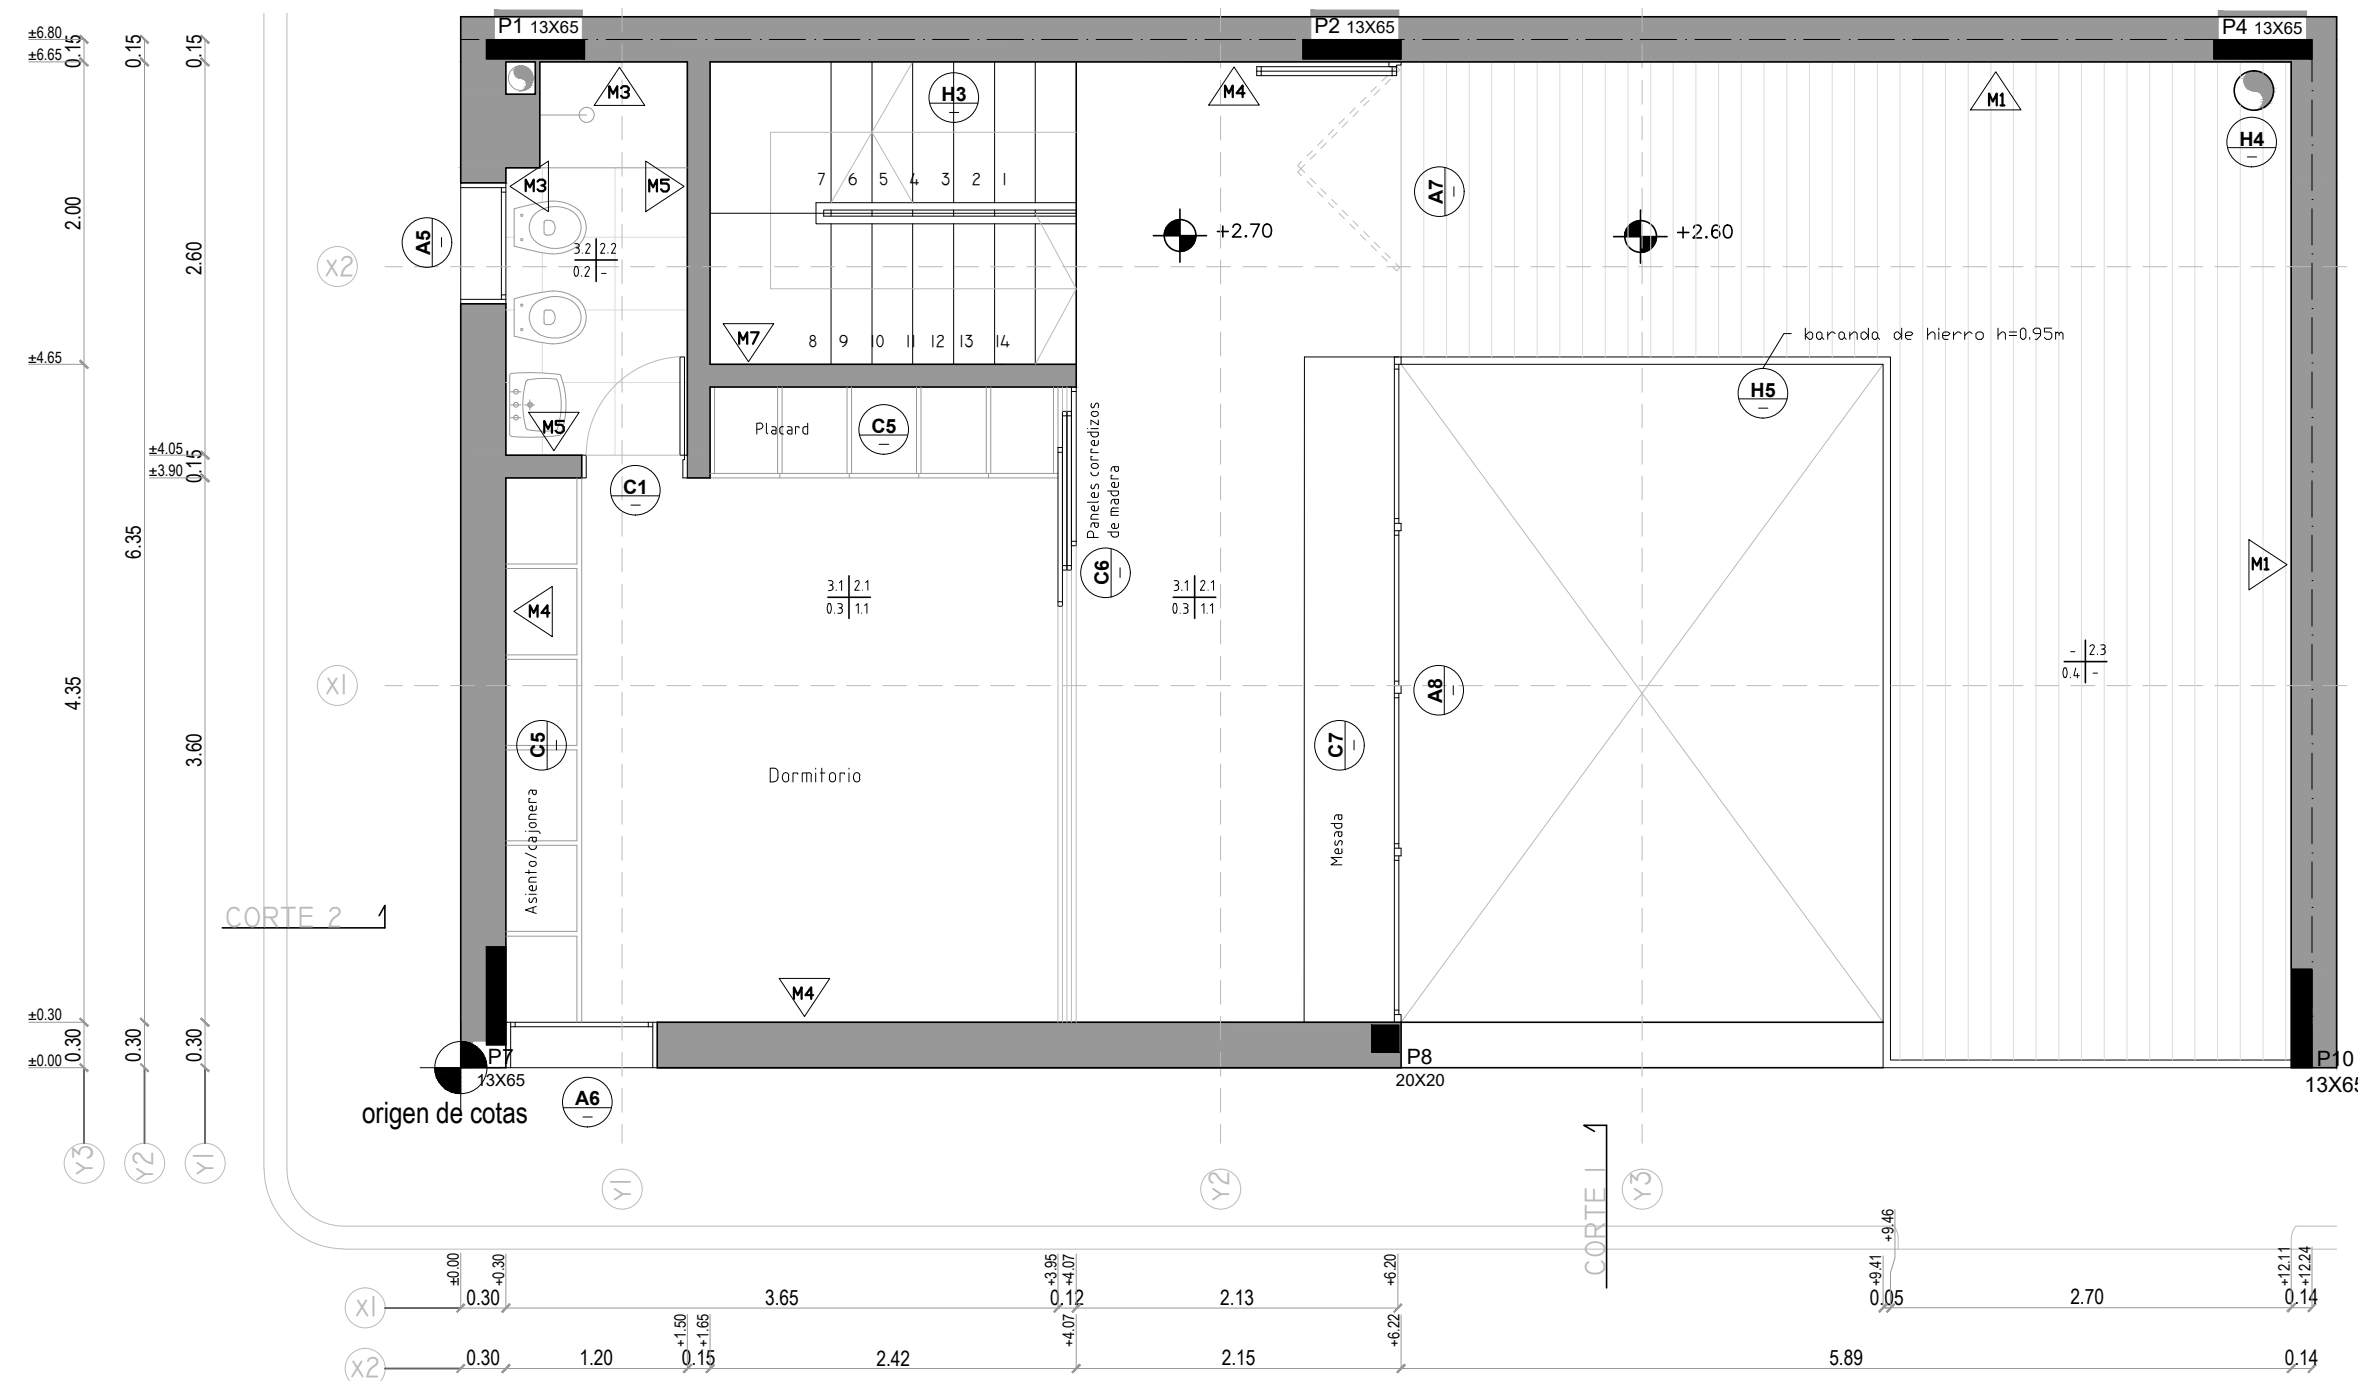 P1 13X65
P2 13X65
P4 13X65
±6.80
±6.65
0.15
0.15
0.15
M3
H3
–
M4
M1
H4
–
M3
M5
7 6 5 4 3 2 1
A7
–
2.00
2.60
A5
–
3.2 2.2
0.2 -
+2.70
+2.60
X2
baranda de hierro h=0.95m
M7
8 9 10 11 12 13 14
±4.65
H5
–
M5
Placard
C5
–
Paneles corredizos
de madera
±4.05
±3.90
0.15
C1
–
6.35
C6
–
M1
3.1 2.1
0.3 1.1
3.1 2.1
0.3 1.1
M4
- 2.3
0.4 -
X1
4.35
A8
–
3.60
C5
–
C7
–
Dormitorio
Asiento/cajonera
Mesada
CORTE 2
1
M4
±0.30
0.30
0.30
0.30
±0.00
P7
13X65
P8
20X20
P10
13X65
origen de cotas
A6
–
1
CORTE 1
Y3
Y2
Y1
Y1
Y2
Y3
±0.00
+0.30
+3.95
+4.07
+6.20
+9.41
+9.46
+12.11
+12.24
X1
0.30
3.65
0.12
2.13
0.05
2.70
0.14
+1.50
+1.65
+4.07
+6.22
X2
0.30
1.20
0.15
2.42
2.15
5.89
0.14